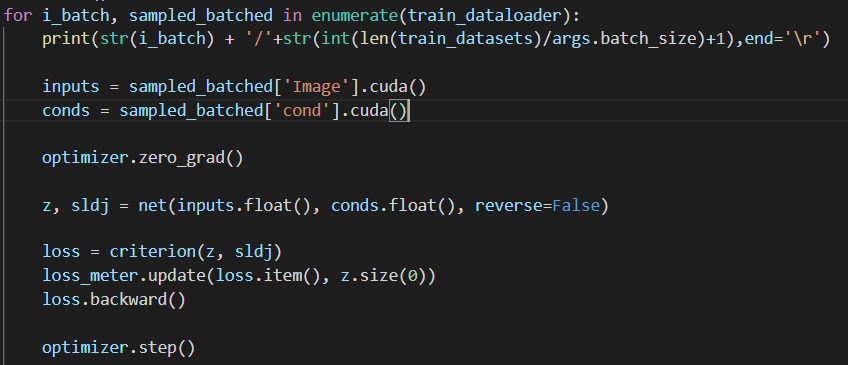 for i_batch, sampled_batched in enumerate(train_dataloader):
    print(str(i_batch) + '/'+str(int(len(train_datasets)/args.batch_size)+1),end='\r')
    inputs = sampled_batched['Image'].cuda()
    conds = sampled_batched['cond'].cuda()
    optimizer.zero_grad()
    z, sldj = net(inputs.float(), conds.float(), reverse=False)
    loss = criterion(z, sldj)
    loss_meter.update(loss.item(), z.size(0))
    loss.backward()
    optimizer.step()